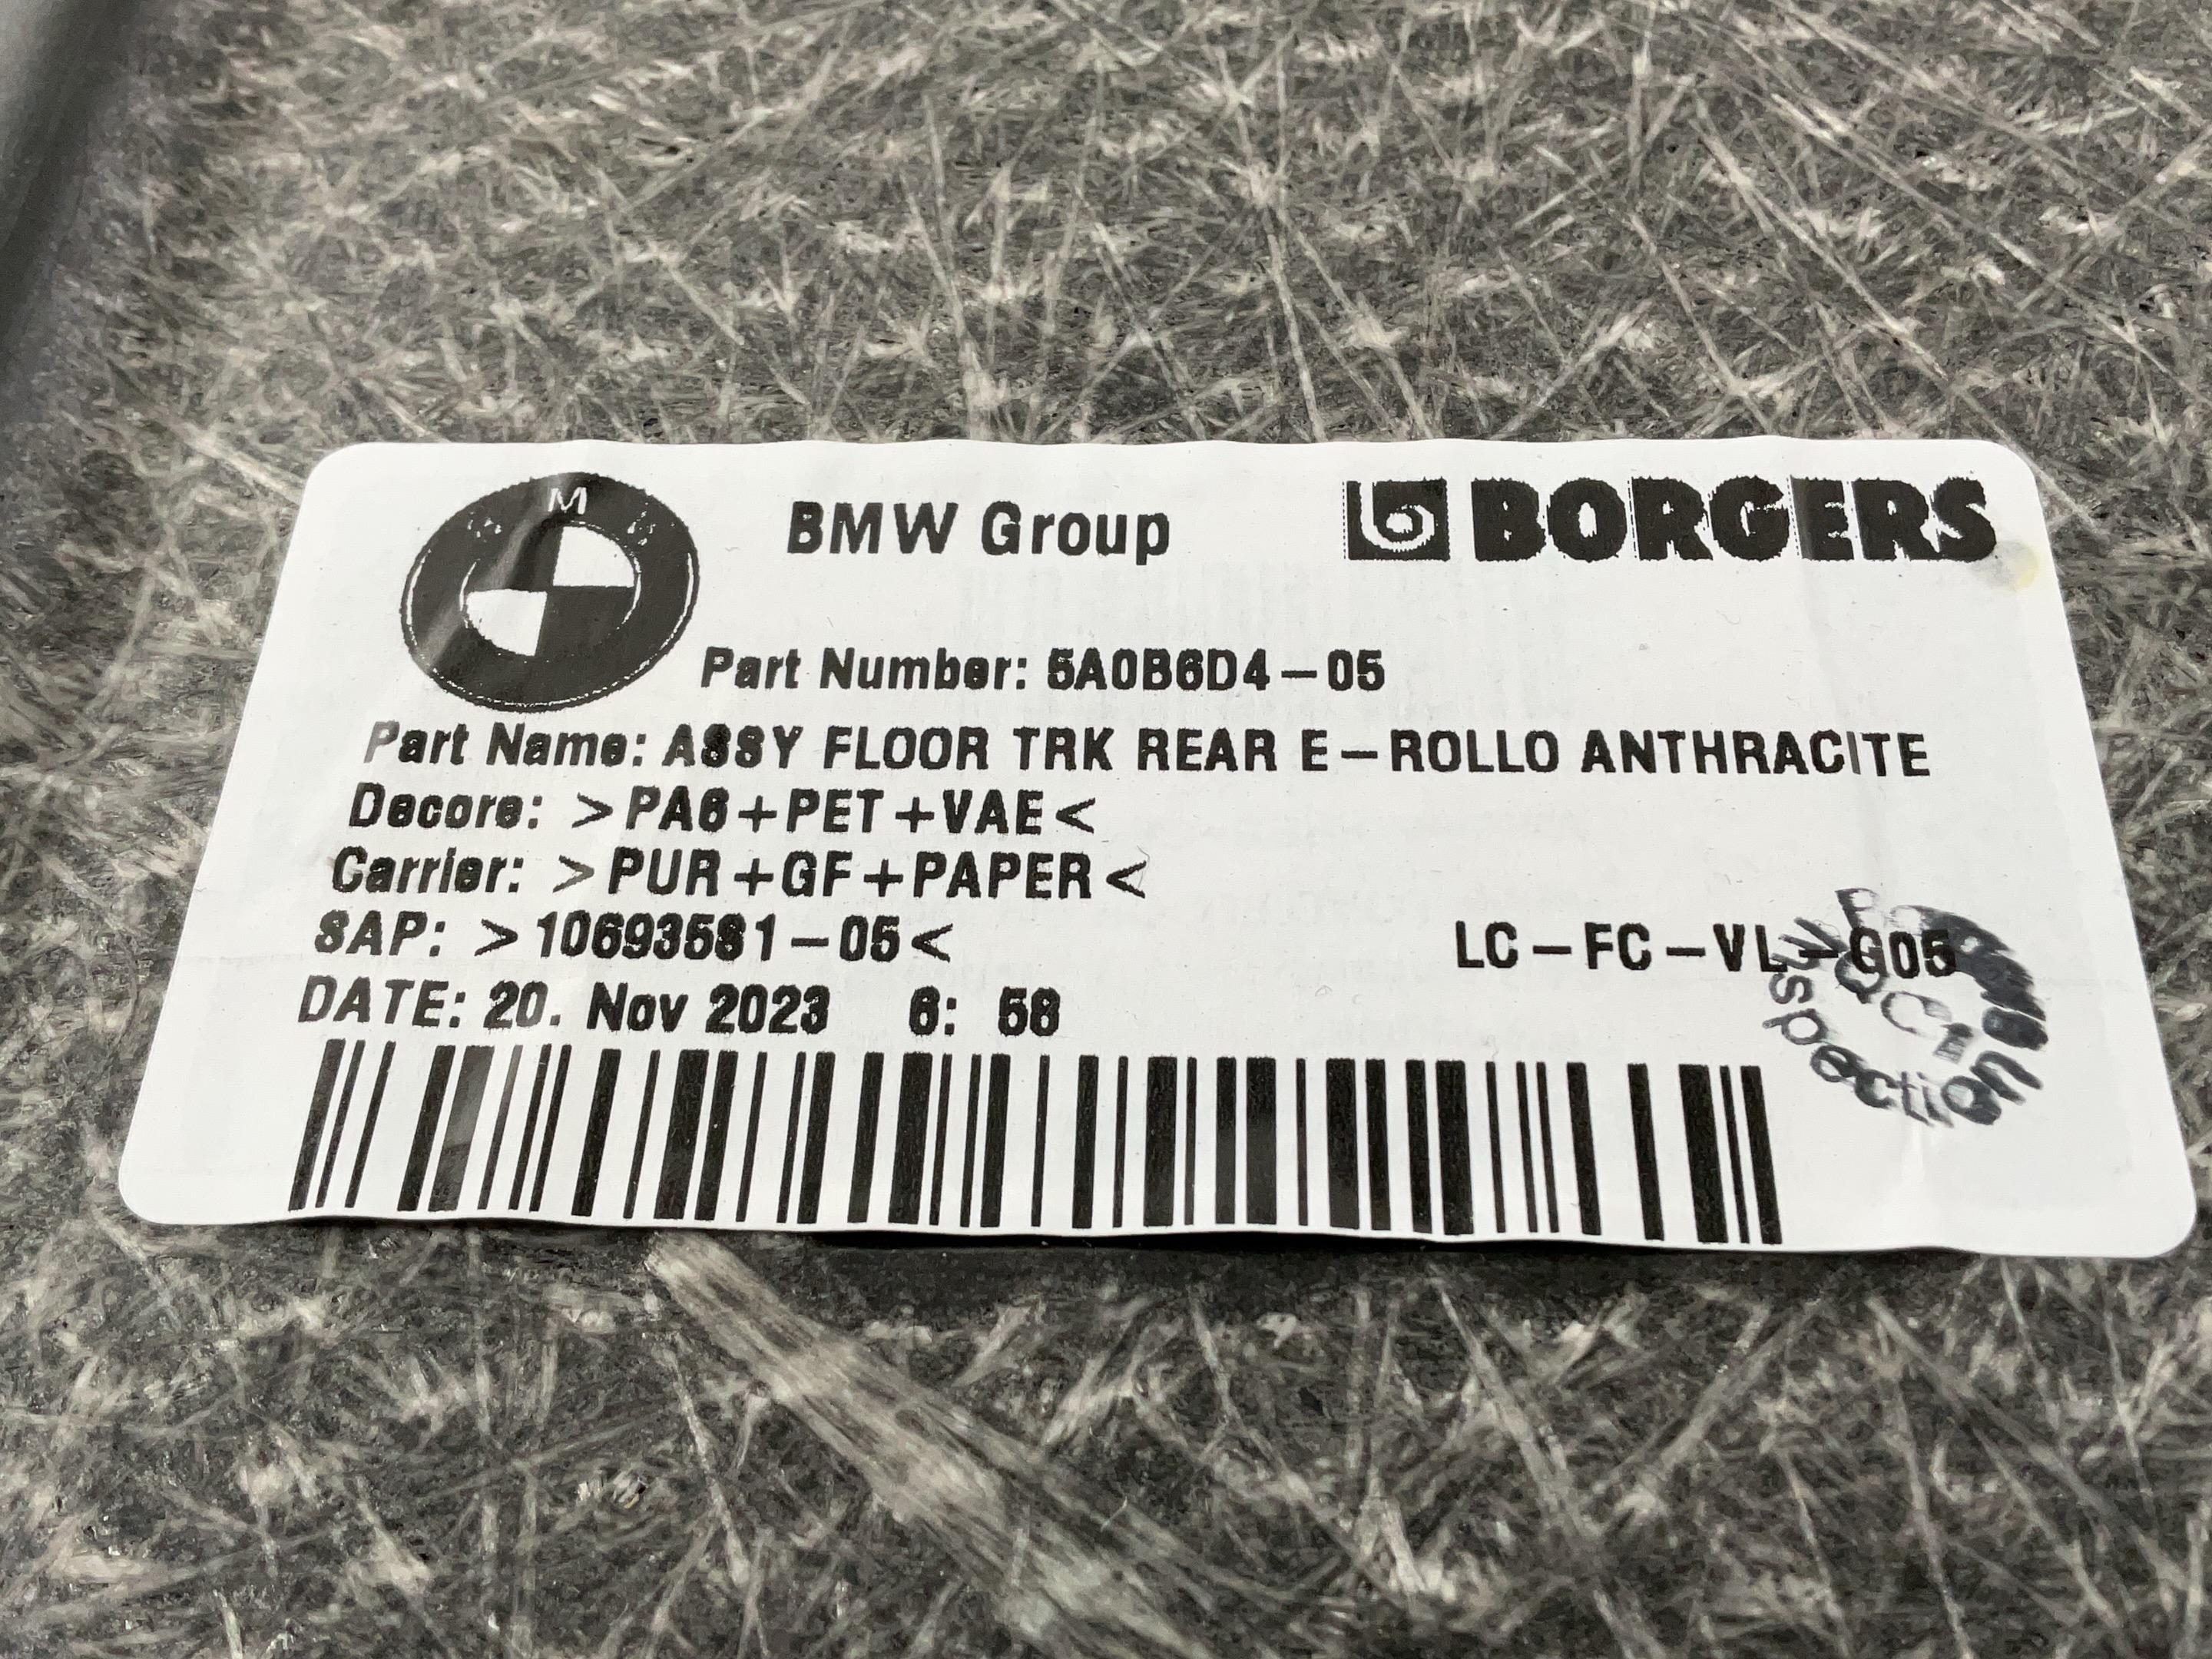 M
BMW Group
BORGERS
Part Number: 5A0B6D4-05
Part Name: ASSY FLOOR TRK REAR E-ROLLO ANTHRACITE
Decore: >PA6+PET+VAE<
Carrier: >PUR+GF+PAPER<
SAP: >10693581-05<
LC-FC-VL-G05
DATE: 20. Nov 2023 6: 58